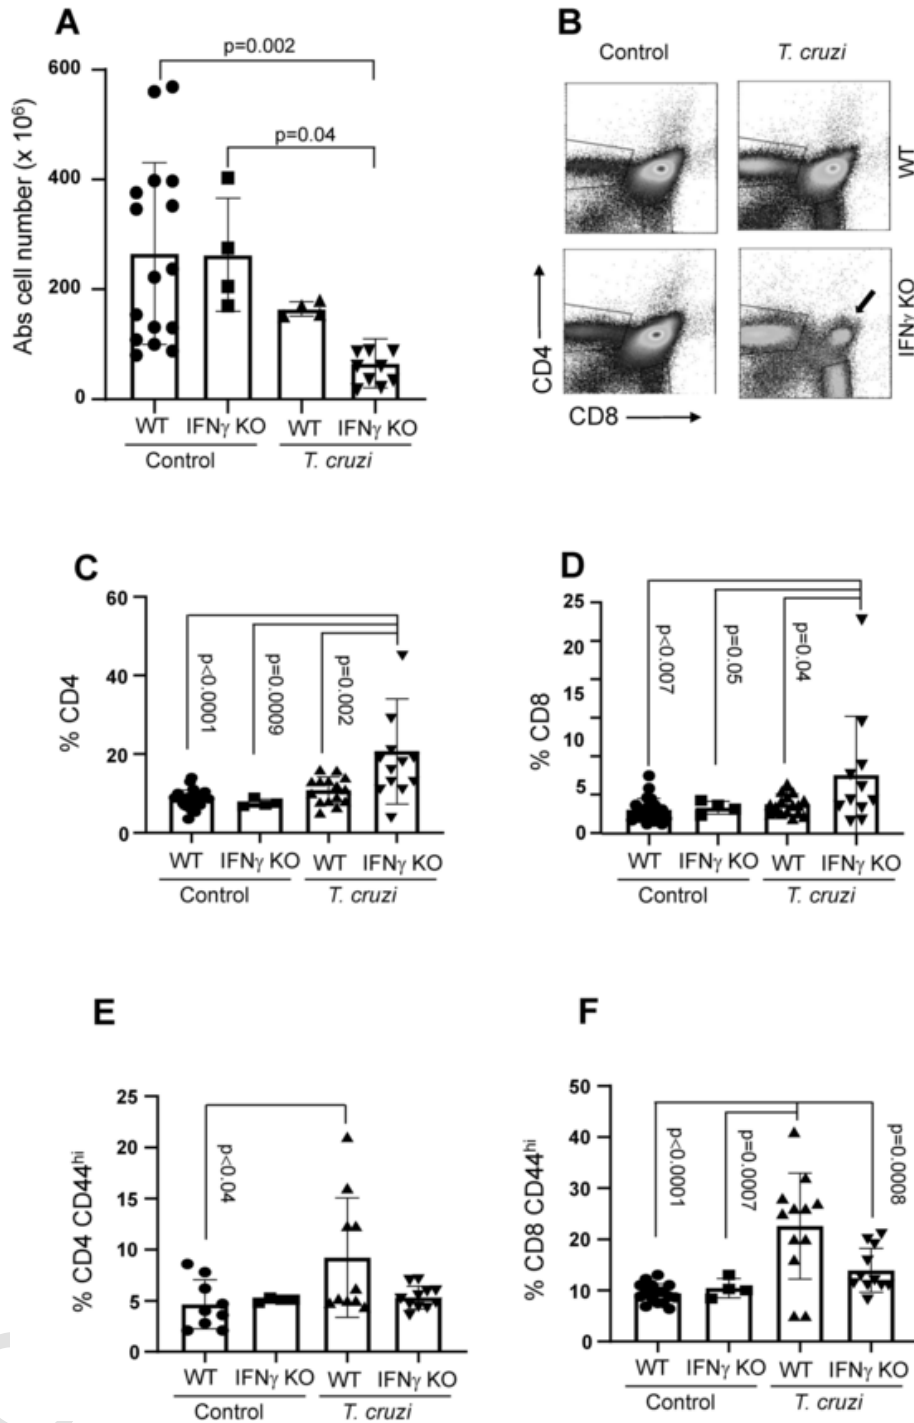 A
p=0.002
p=0.04
Abs cell number (x 10⁶)
600
400
200
0
WT IFNγ KO WT IFNγ KO
Control T. cruzi
B
Control T. cruzi
WT
IFNγ KO
CD4
CD8
C
% CD4
60
40
20
0
p<0.0001
p=0.0009
p=0.002
WT IFNγ KO WT IFNγ KO
Control T. cruzi
D
% CD8
25
20
15
10
5
0
p<0.007
p=0.05
p=0.04
WT IFNγ KO WT IFNγ KO
Control T. cruzi
E
% CD4 CD44ʰⁱ
25
20
15
10
5
0
p<0.04
WT IFNγ KO WT IFNγ KO
Control T. cruzi
F
% CD8 CD44ʰⁱ
50
40
30
20
10
0
p<0.0001
p=0.0007
p=0.0008
WT IFNγ KO WT IFNγ KO
Control T. cruzi